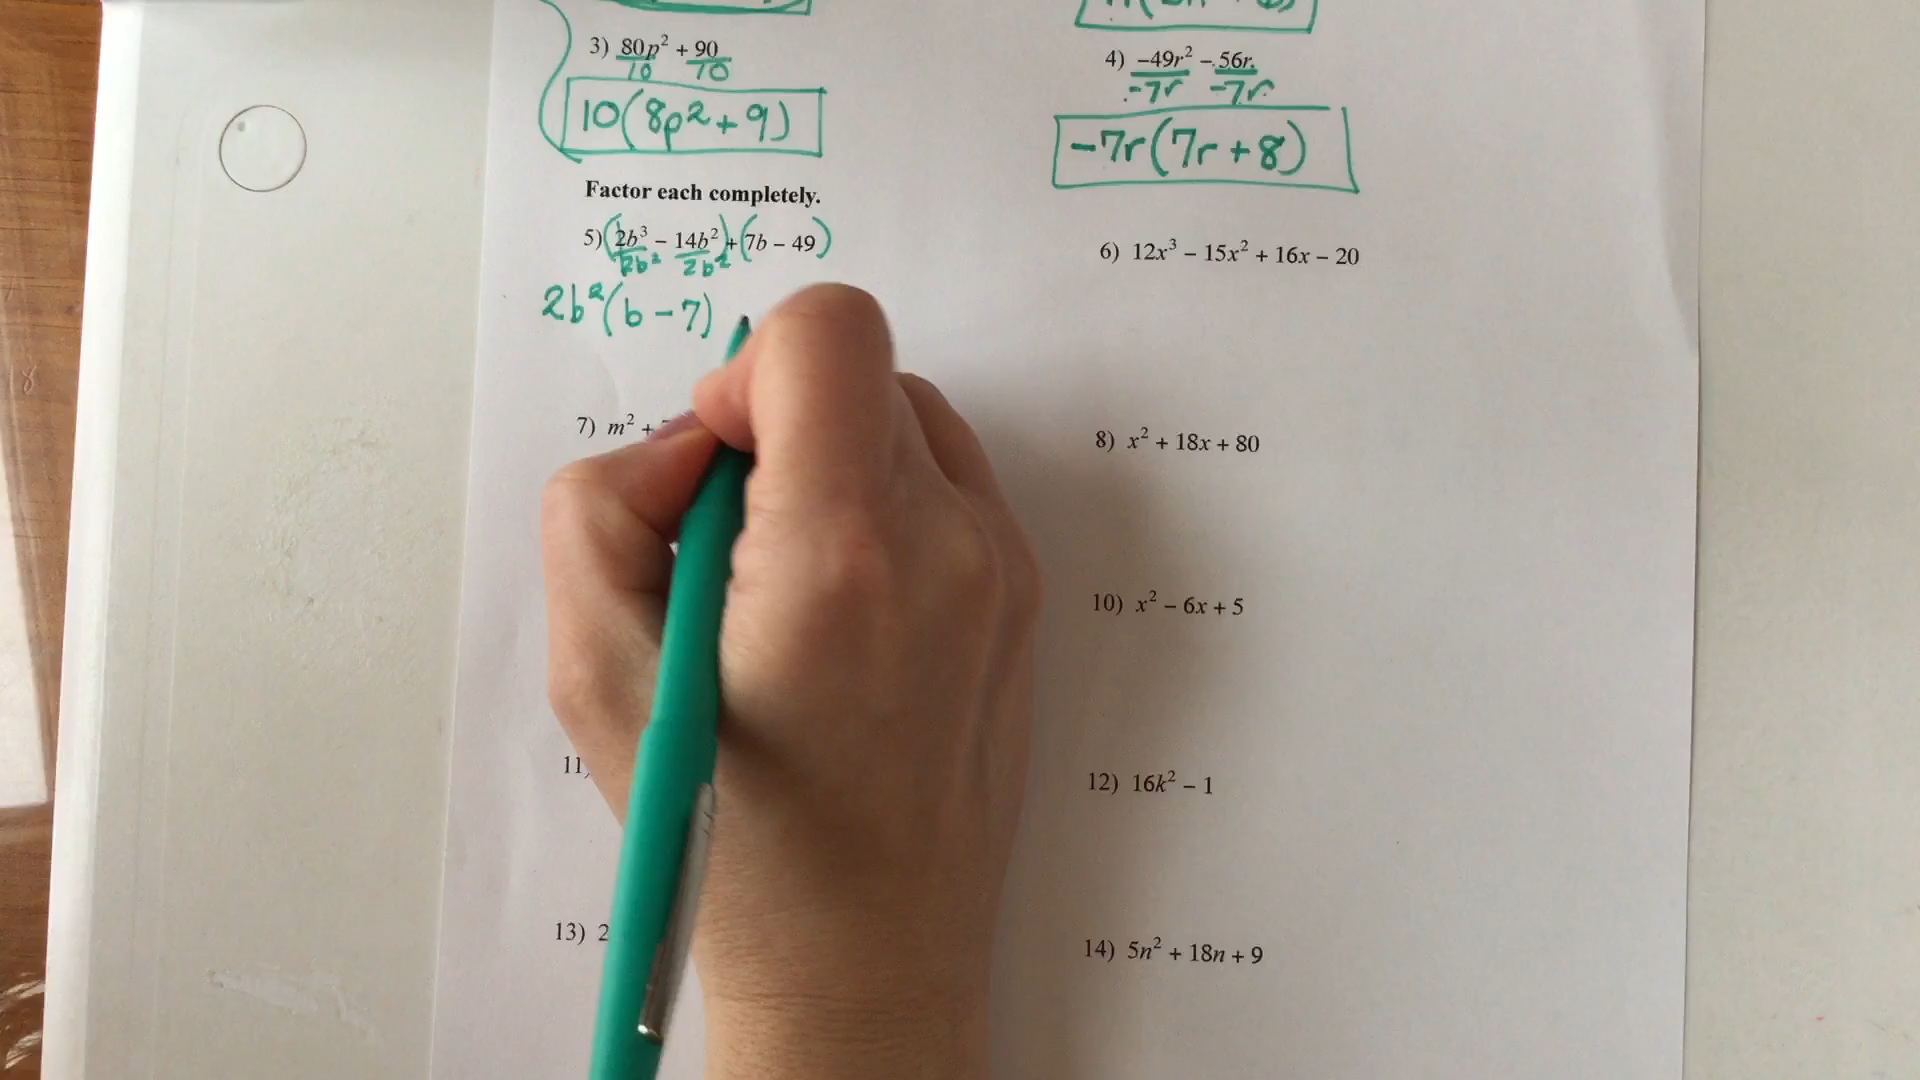 3) 80p² + 90
10 10
10(8p² + 9)
4) -49r² - 56r
-7r -7r
-7r(7r + 8)
Factor each completely.
5) (2b³ - 14b²) + (7b - 49)
2b² 2b²
2b²(b - 7)
6) 12x³ - 15x² + 16x - 20
7) m² +
8) x² + 18x + 80
10) x² - 6x + 5
11)
12) 16k² - 1
13) 2
14) 5n² + 18n + 9